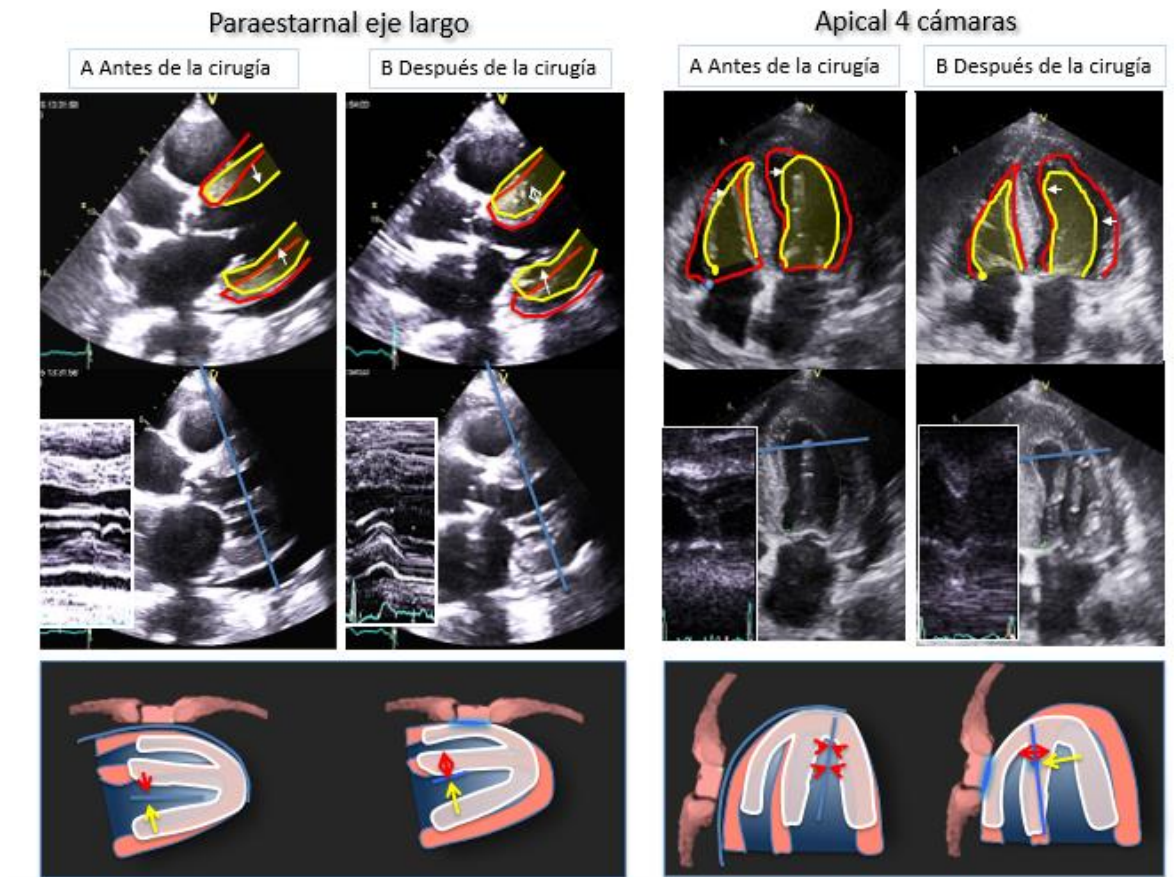 Paraestarnal eje largo
Apical 4 cámaras
A Antes de la cirugía
B Después de la cirugía
A Antes de la cirugía
B Después de la cirugía
V
V
V
V
V
V
V